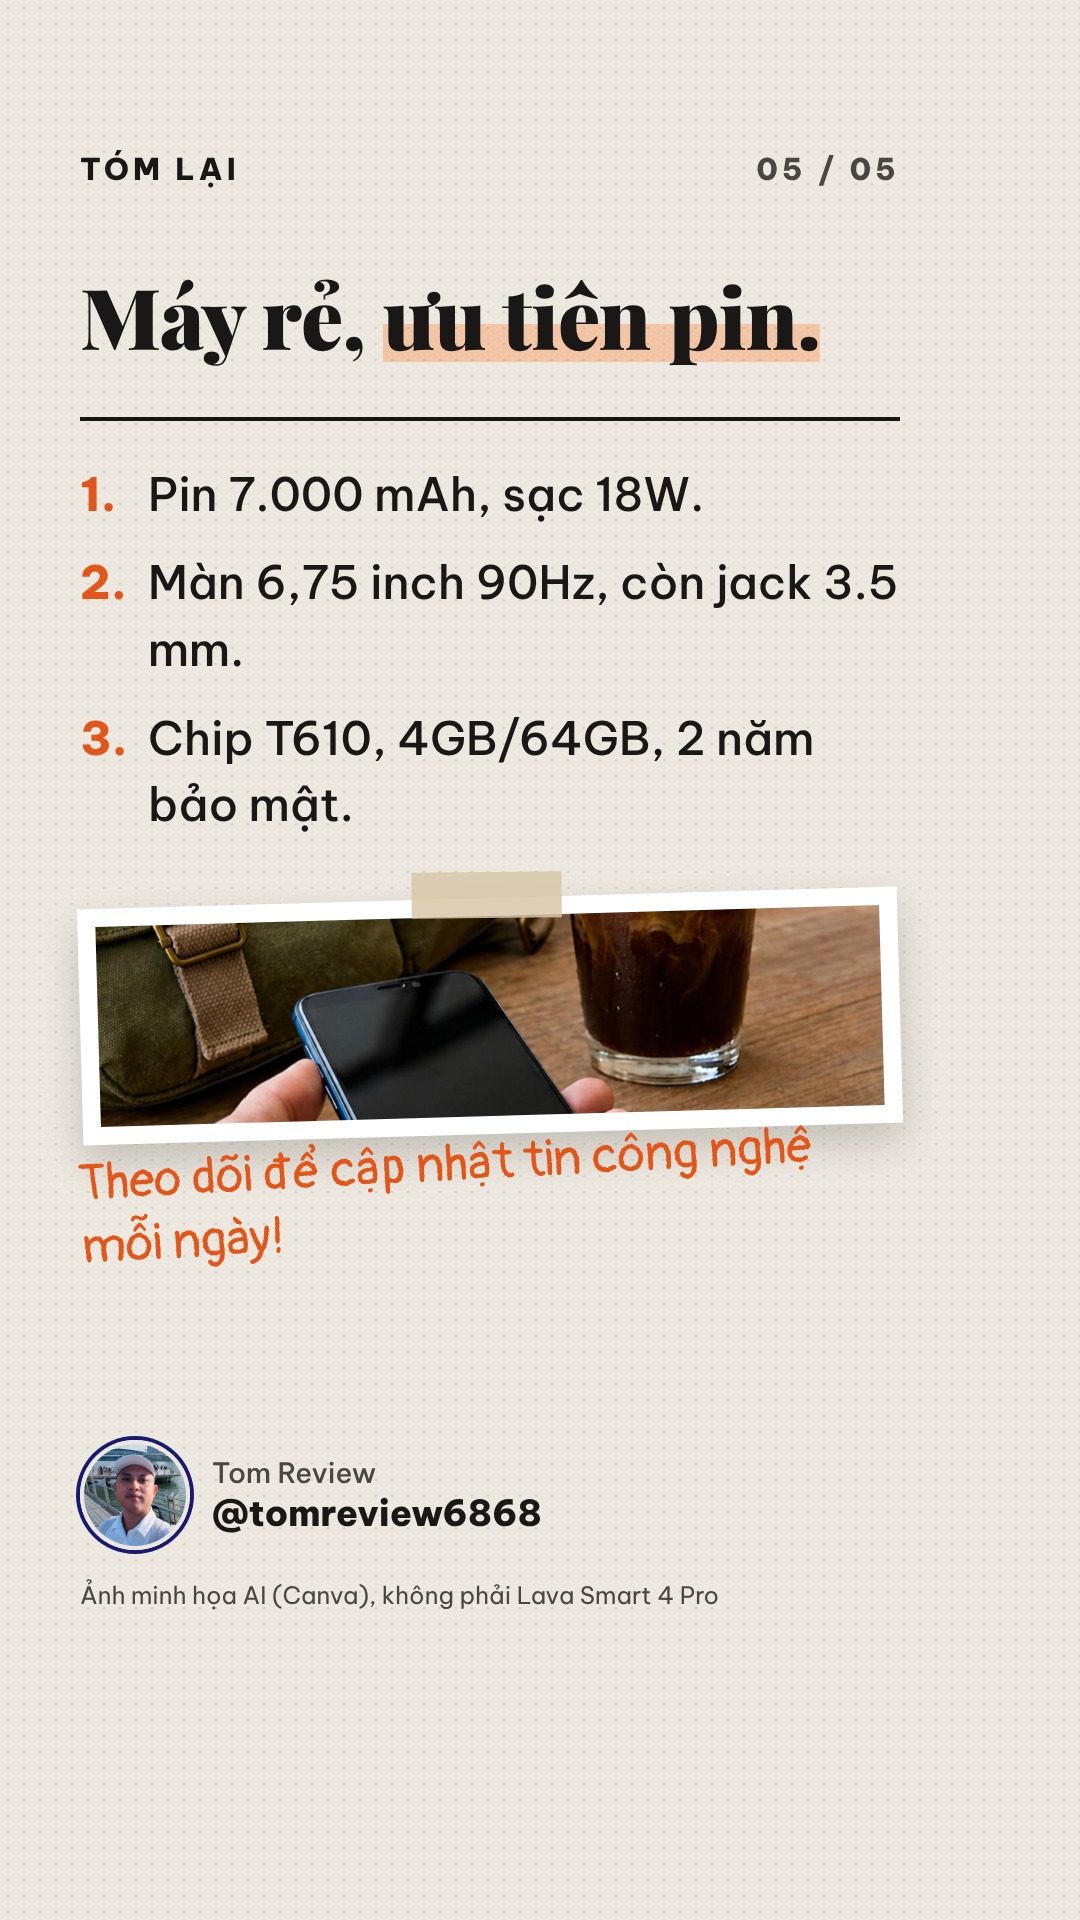 TÓM LẠI
05 / 05
Máy rẻ, ưu tiên pin.
1. Pin 7.000 mAh, sạc 18W.
2. Màn 6,75 inch 90Hz, còn jack 3.5
mm.
3. Chip T610, 4GB/64GB, 2 năm
bảo mật.
Theo dõi để cập nhật tin công nghệ
mỗi ngày!
Tom Review
@tomreview6868
Ảnh minh họa AI (Canva), không phải Lava Smart 4 Pro